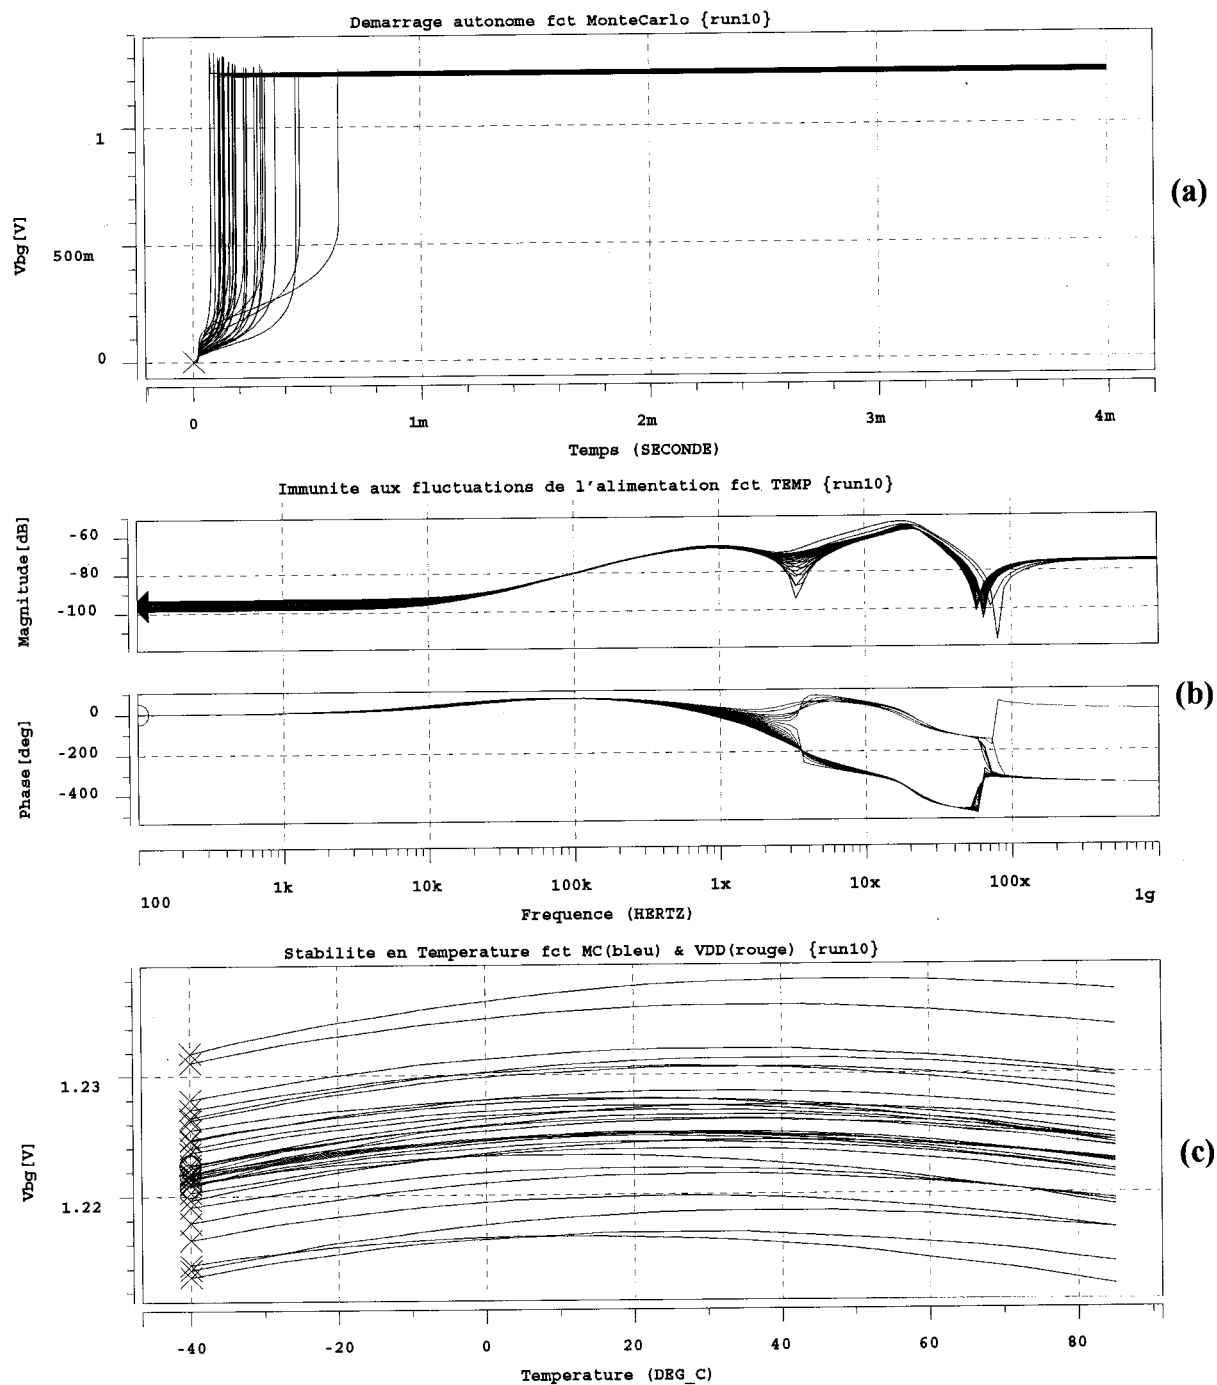 Demarrage autonome fct MonteCarlo {run10}
1
500m
0
Vbg[V]
(a)
0 1m 2m 3m 4m
Temps (SECONDE)
Immunite aux fluctuations de l'alimentation fct TEMP {run10}
-60
-80
-100
Magnitude[dB]
0
-200
-400
Phase[deg]
(b)
100 1k 10k 100k 1x 10x 100x 1g
Frequence (HERTZ)
Stabilite en Temperature fct MC(bleu) & VDD(rouge) {run10}
1.23
1.22
Vbg[V]
(c)
-40 -20 0 20 40 60 80
Temperature (DEG_C)